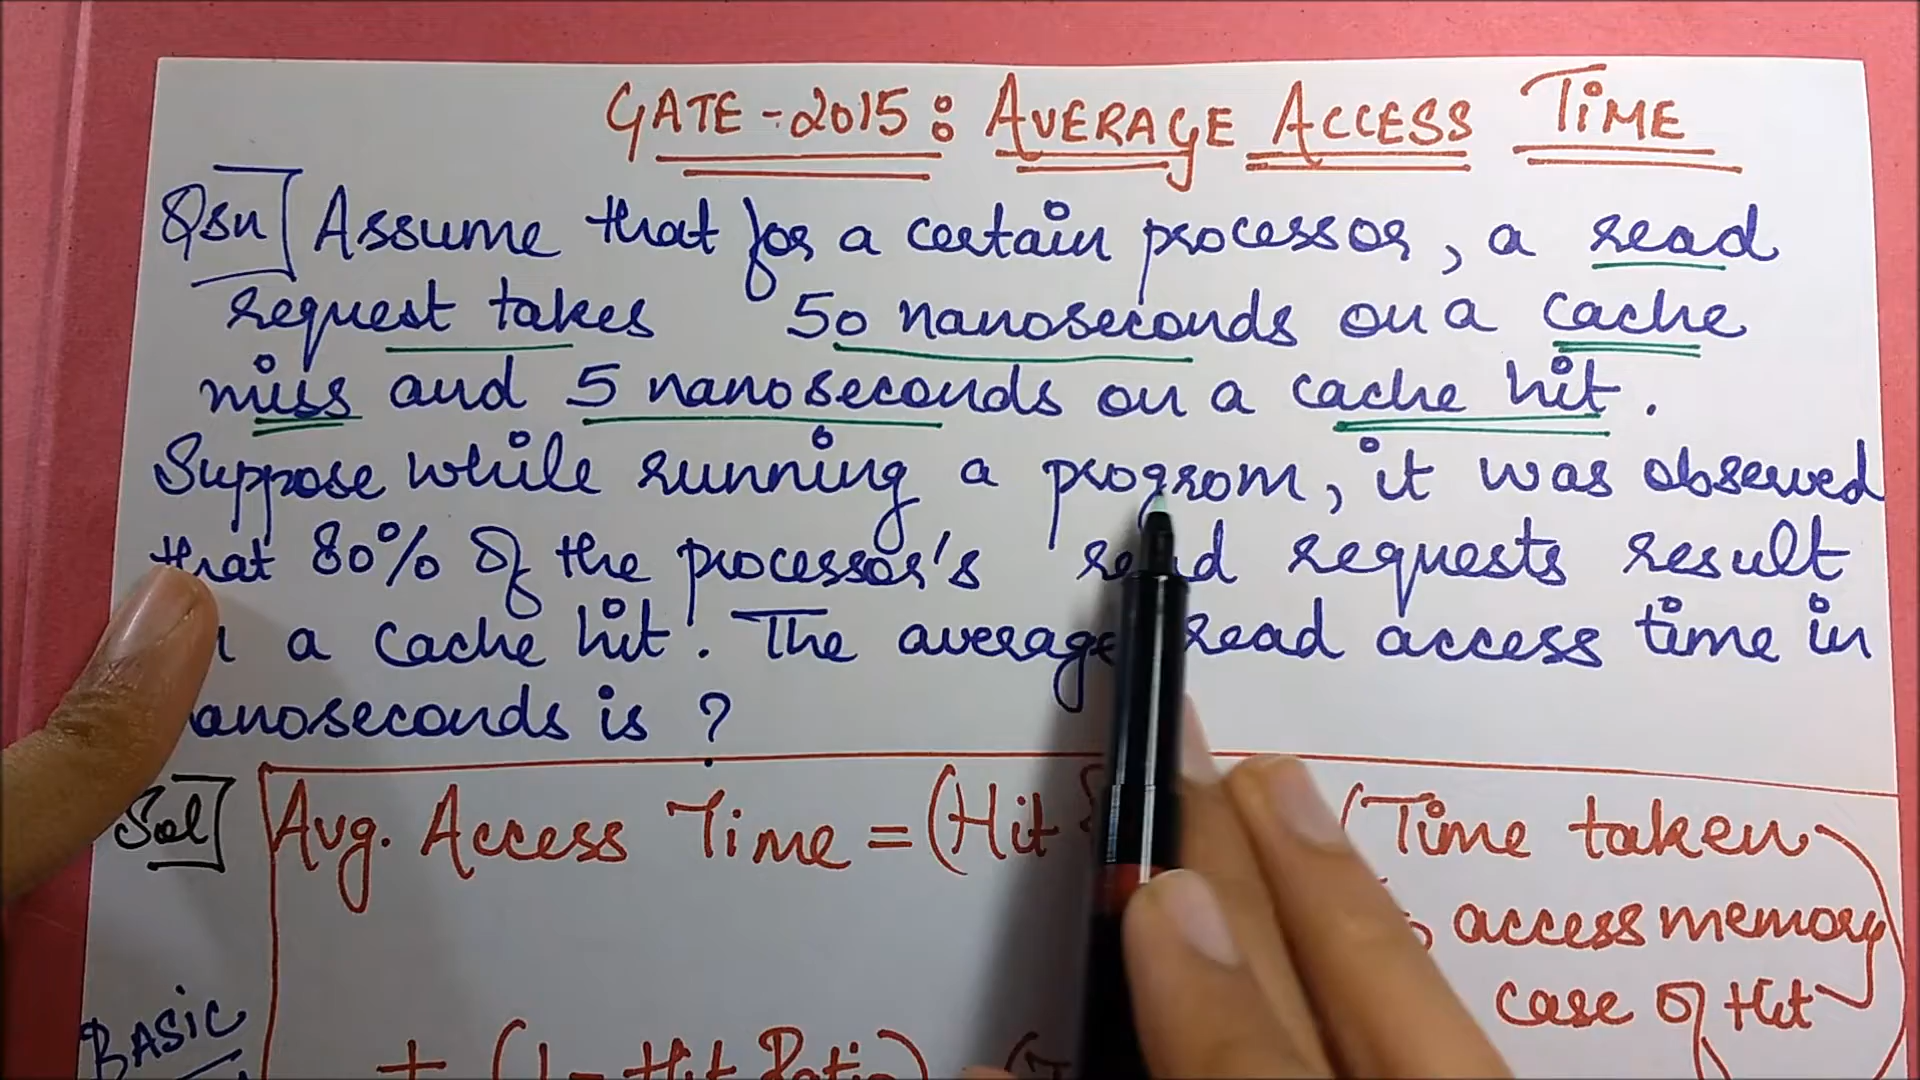 GATE-2015: AVERAGE ACCESS TIME
Qsn] Assume that for a certain processor, a read
request takes 50 nanoseconds on a cache
miss and 5 nanoseconds on a cache hit.
Suppose while running a program, it was observed
that 80% of the processor's read requests result
a cache hit. The average read access time in
nanoseconds is ?
Sol] Avg. Access Time = (Hit (Time taken
access memory
case of Hit
BASIC
+ (1 - Hit Ratio)